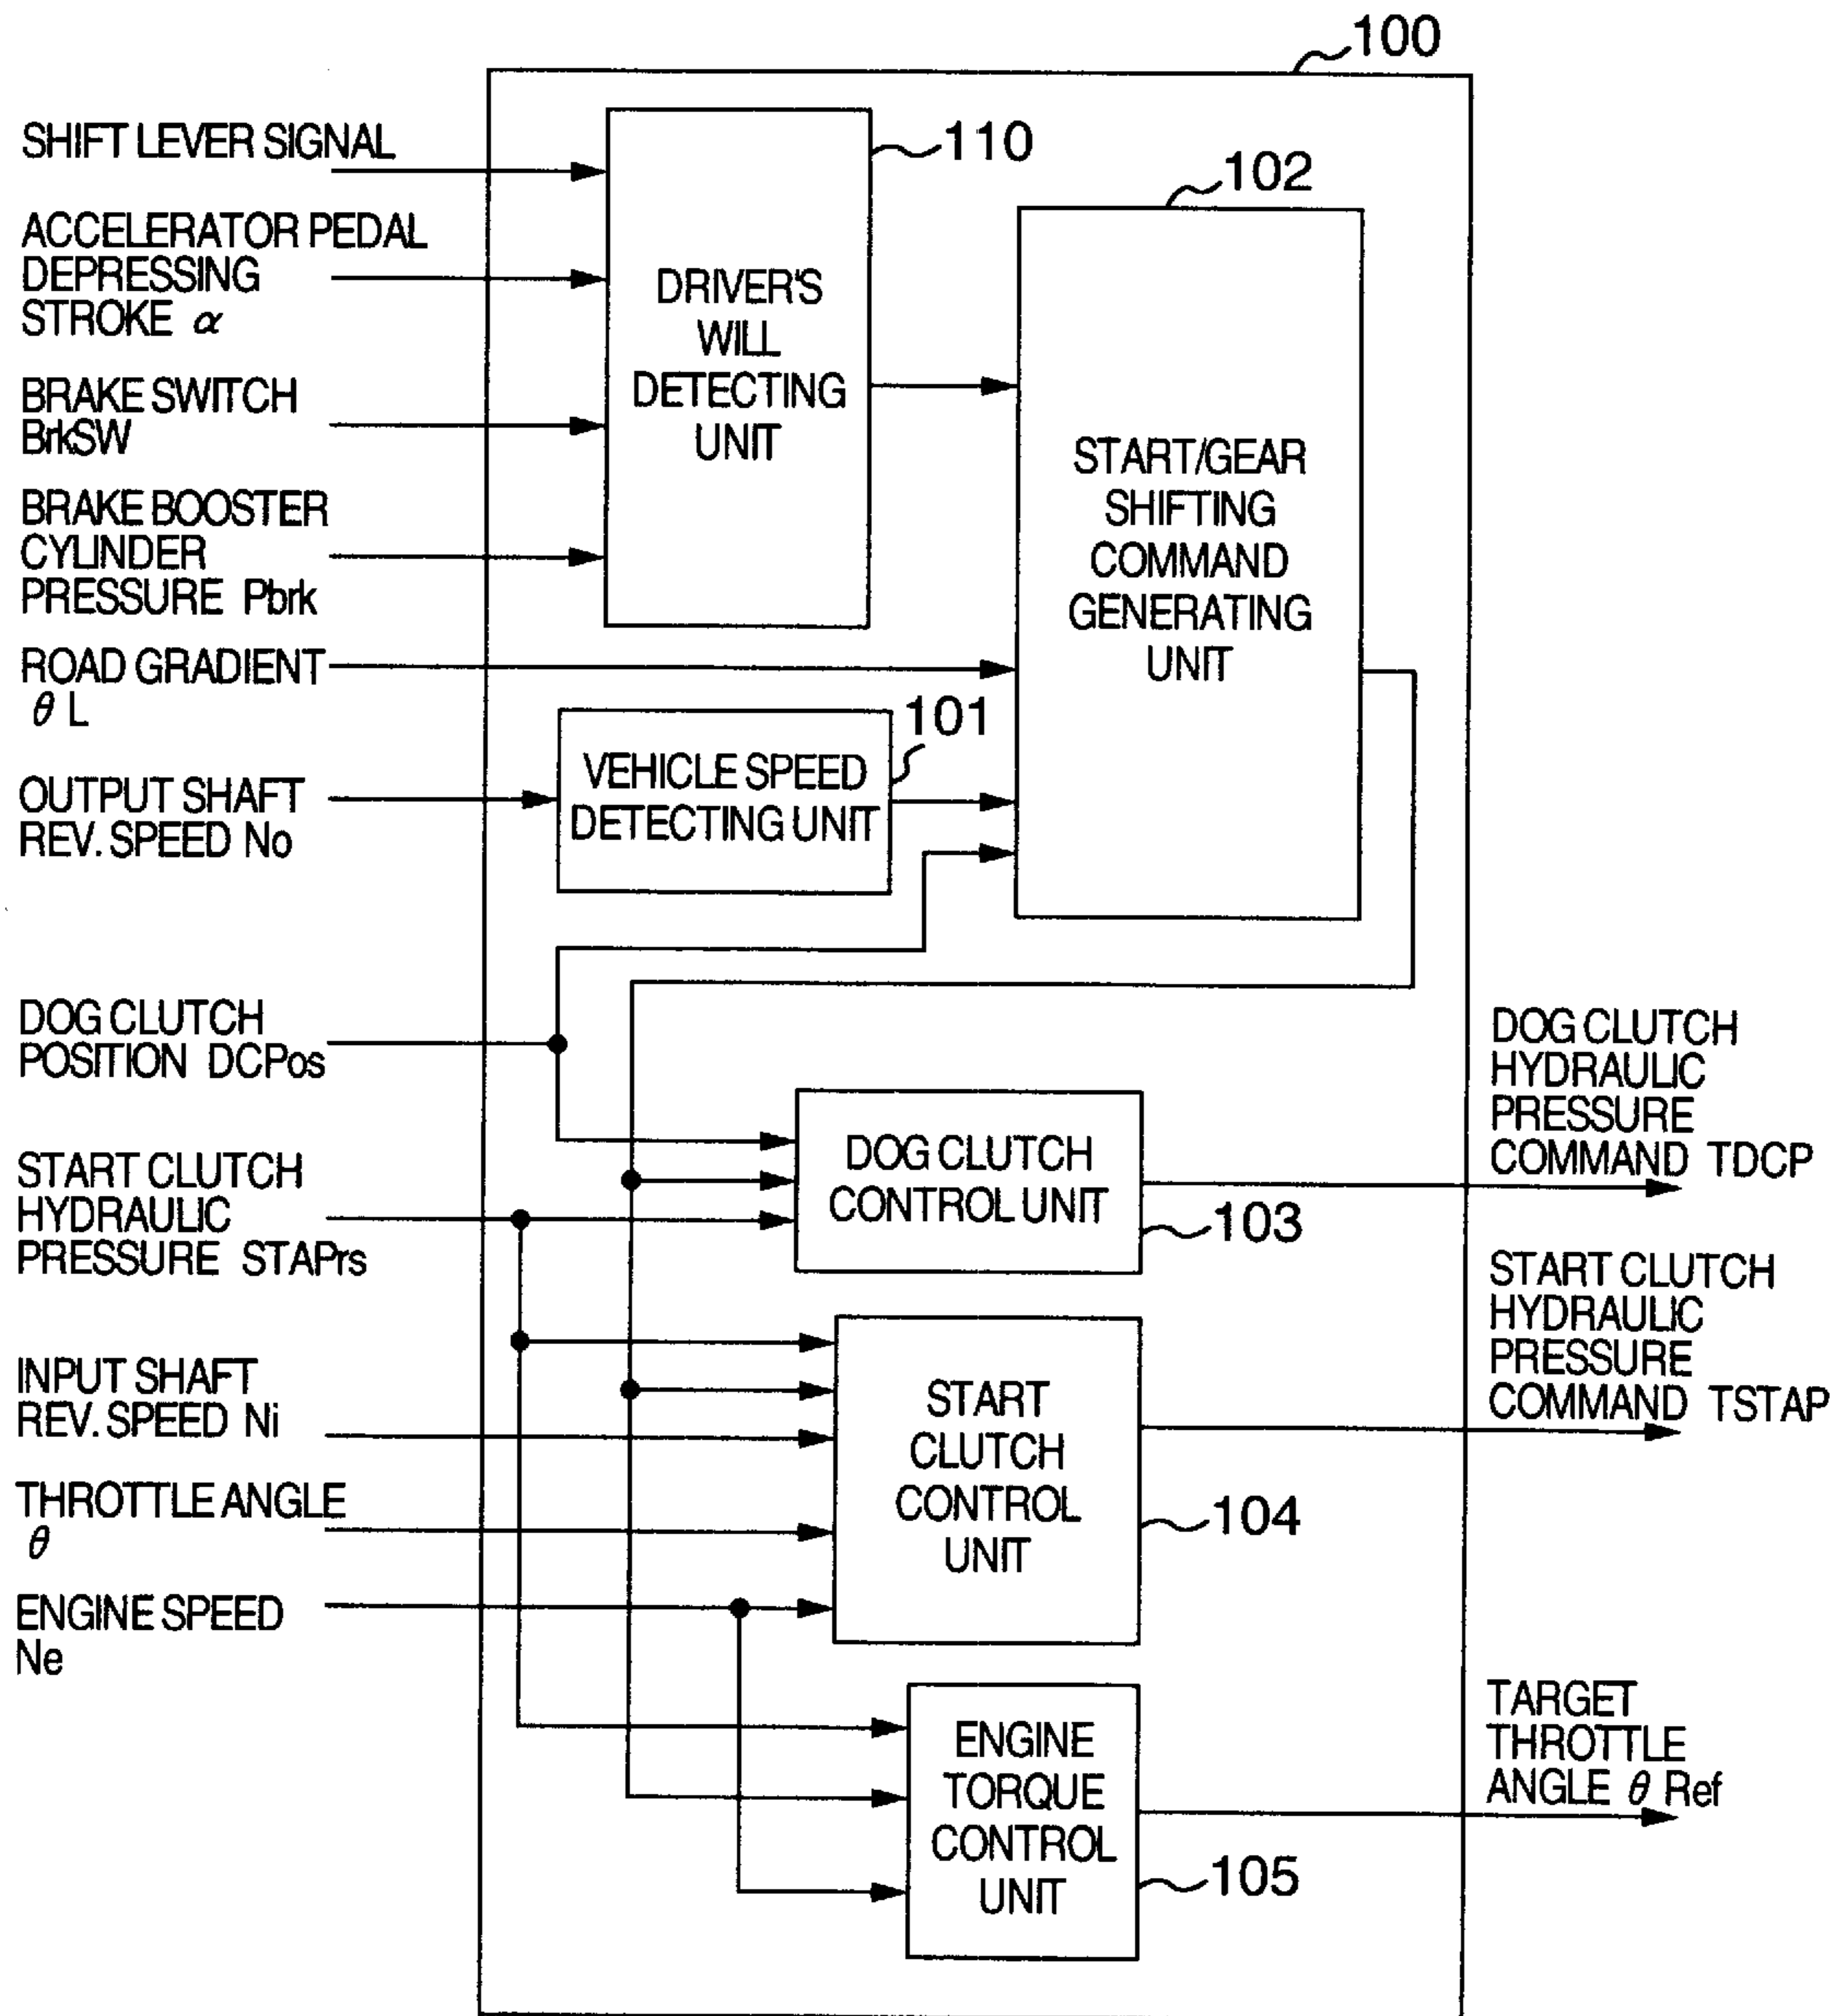 100
SHIFT LEVER SIGNAL
ACCELERATOR PEDAL
DEPRESSING
STROKE α
BRAKE SWITCH
BrkSW
BRAKE BOOSTER
CYLINDER
PRESSURE Pbrk
ROAD GRADIENT
θ L
OUTPUT SHAFT
REV. SPEED No
DOG CLUTCH
POSITION DCPos
START CLUTCH
HYDRAULIC
PRESSURE STAPrs
INPUT SHAFT
REV. SPEED Ni
THROTTLE ANGLE
θ
ENGINE SPEED
Ne
110
DRIVER'S
WILL
DETECTING
UNIT
102
START/GEAR
SHIFTING
COMMAND
GENERATING
UNIT
101
VEHICLE SPEED
DETECTING UNIT
DOG CLUTCH
CONTROL UNIT
103
START
CLUTCH
CONTROL
UNIT
104
ENGINE
TORQUE
CONTROL
UNIT
105
DOG CLUTCH
HYDRAULIC
PRESSURE
COMMAND TDCP
START CLUTCH
HYDRAULIC
PRESSURE
COMMAND TSTAP
TARGET
THROTTLE
ANGLE θ Ref